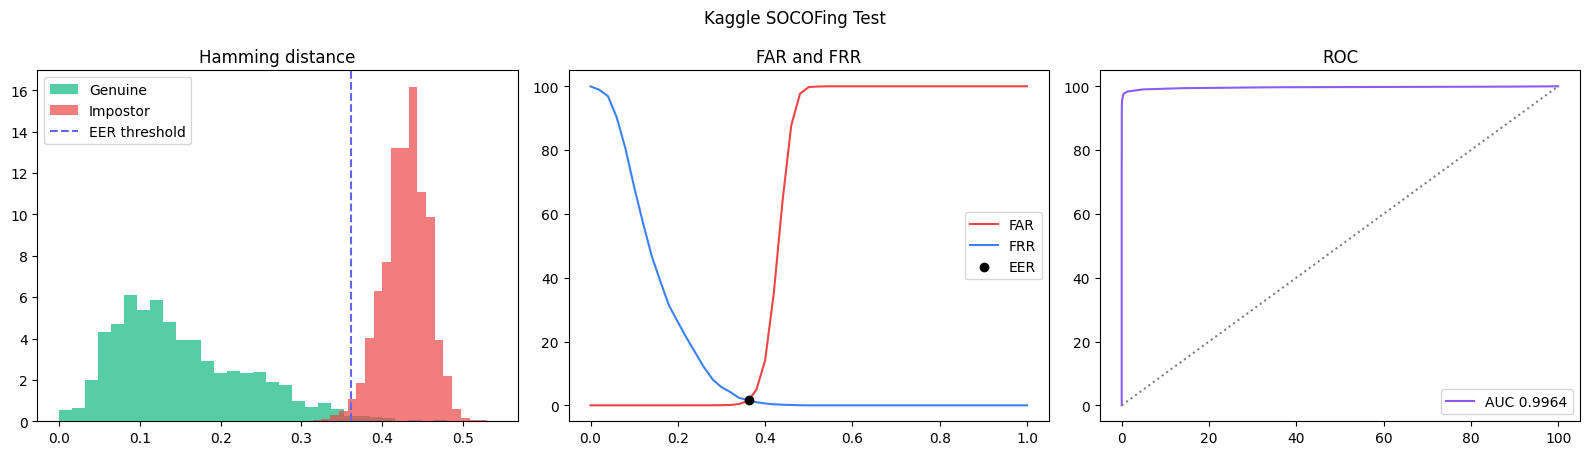 Kaggle SOCOFing Test
Hamming distance
Genuine
Impostor
EER threshold
16
14
12
10
8
6
4
2
0
0.0 0.1 0.2 0.3 0.4 0.5
FAR and FRR
100
80
60
40
20
0
FAR
FRR
EER
0.0 0.2 0.4 0.6 0.8 1.0
ROC
100
80
60
40
20
0
AUC 0.9964
0 20 40 60 80 100